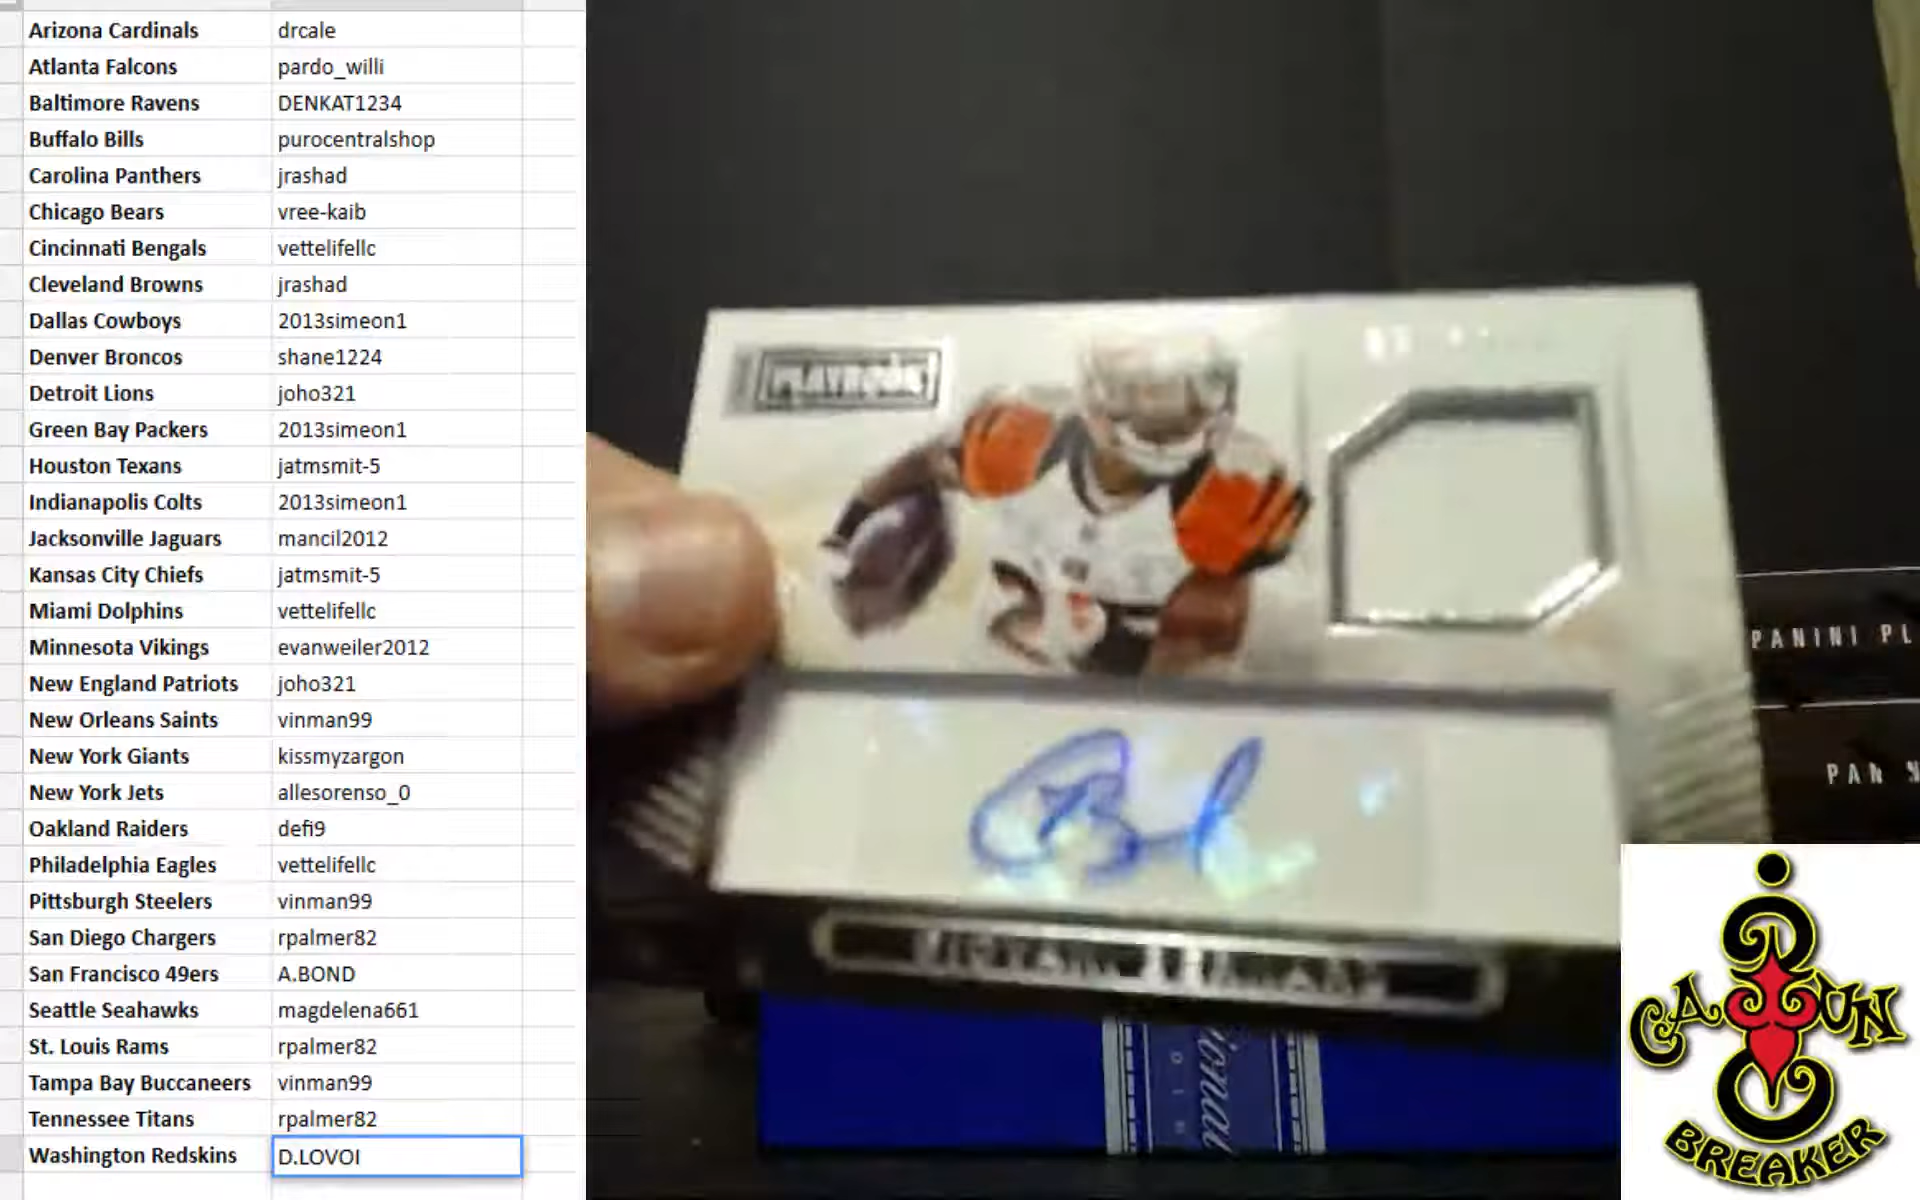 Arizona Cardinals drcale
Atlanta Falcons pardo_willi
Baltimore Ravens DENKAT1234
Buffalo Bills purocentralshop
Carolina Panthers jrashad
Chicago Bears vree-kaib
Cincinnati Bengals vettelifellc
Cleveland Browns jrashad
Dallas Cowboys 2013simeon1
Denver Broncos shane1224
Detroit Lions joho321
Green Bay Packers 2013simeon1
Houston Texans jatmsmit-5
Indianapolis Colts 2013simeon1
Jacksonville Jaguars mancil2012
Kansas City Chiefs jatmsmit-5
Miami Dolphins vettelifellc
Minnesota Vikings evanweiler2012
New England Patriots joho321
New Orleans Saints vinman99
New York Giants kissmyzargon
New York Jets allesorenso_0
Oakland Raiders defi9
Philadelphia Eagles vettelifellc
Pittsburgh Steelers vinman99
San Diego Chargers rpalmer82
San Francisco 49ers A.BOND
Seattle Seahawks magdelena661
St. Louis Rams rpalmer82
Tampa Bay Buccaneers vinman99
Tennessee Titans rpalmer82
Washington Redskins D.LOVOI
PLAYBOOK
PANINI PL
PAN
CAJUN
BREAKER